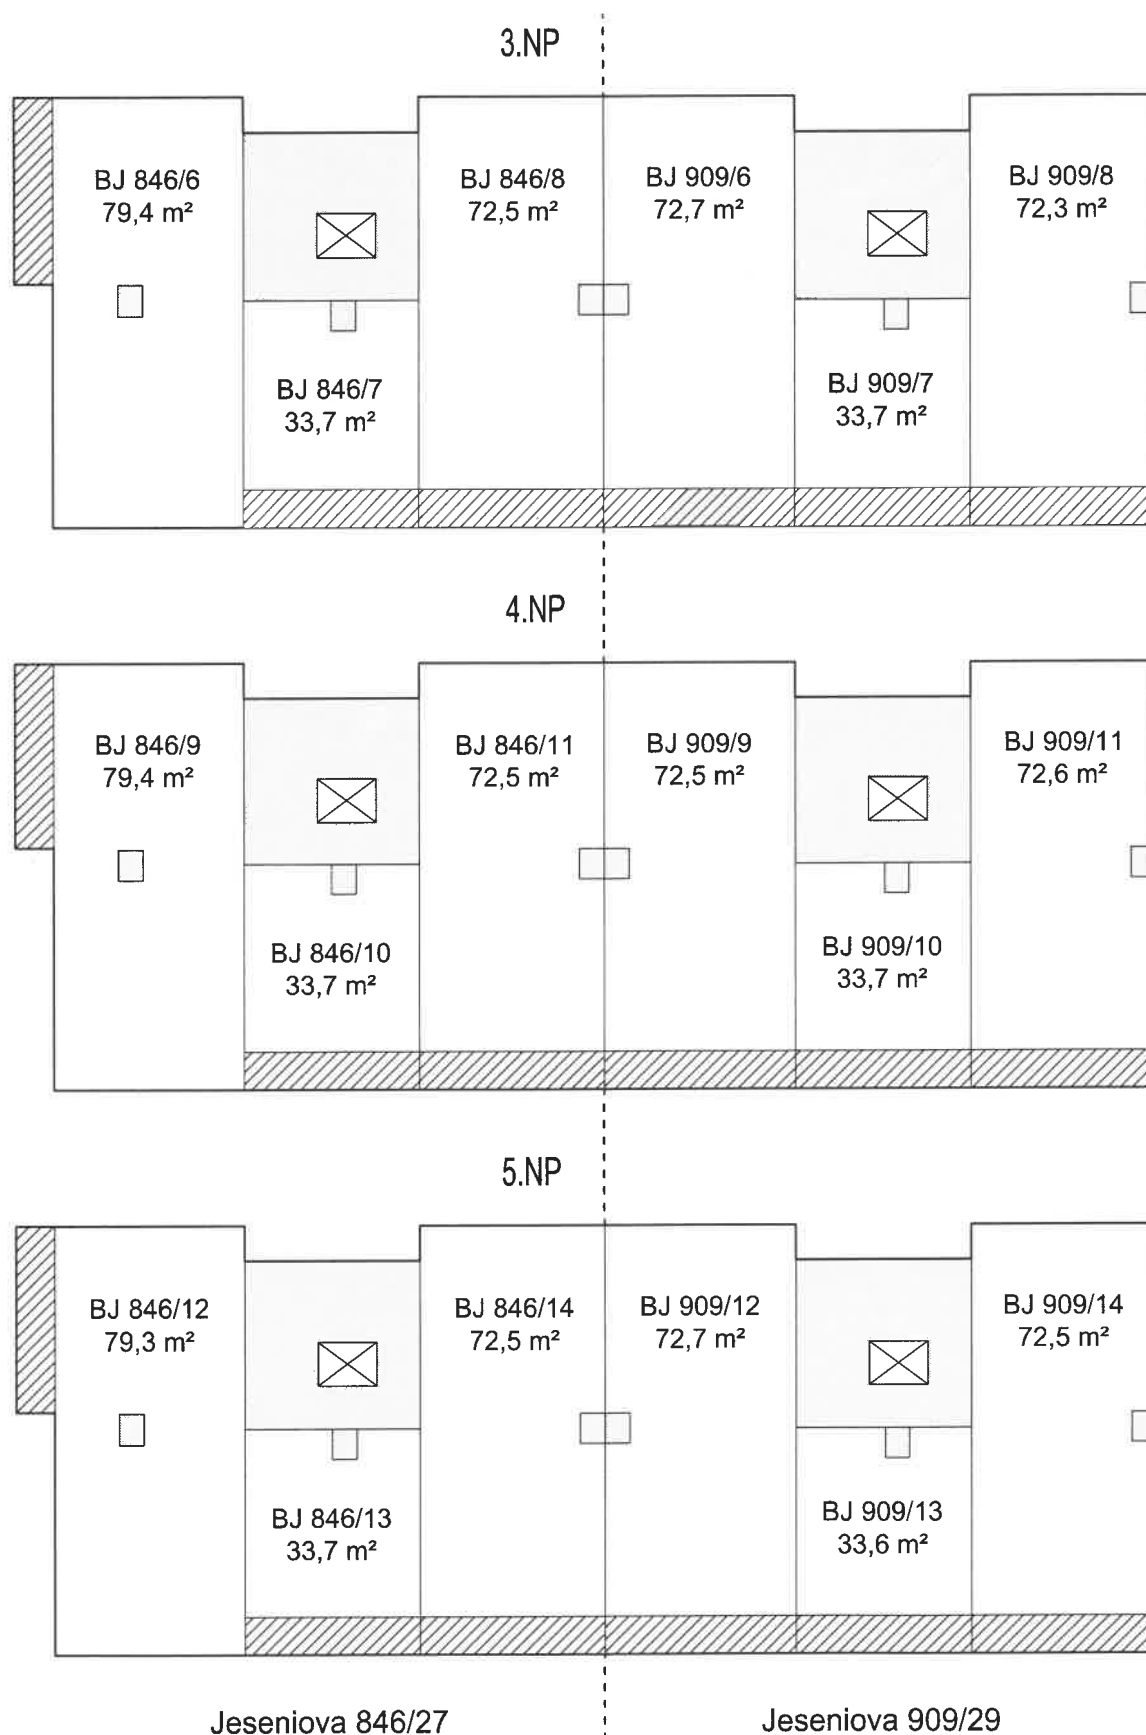 3.NP
BJ 846/6
79,4 m²
BJ 846/7
33,7 m²
BJ 846/8
72,5 m²
BJ 909/6
72,7 m²
BJ 909/7
33,7 m²
BJ 909/8
72,3 m²
4.NP
BJ 846/9
79,4 m²
BJ 846/10
33,7 m²
BJ 846/11
72,5 m²
BJ 909/9
72,5 m²
BJ 909/10
33,7 m²
BJ 909/11
72,6 m²
5.NP
BJ 846/12
79,3 m²
BJ 846/13
33,7 m²
BJ 846/14
72,5 m²
BJ 909/12
72,7 m²
BJ 909/13
33,6 m²
BJ 909/14
72,5 m²
Jeseniova 846/27
Jeseniova 909/29